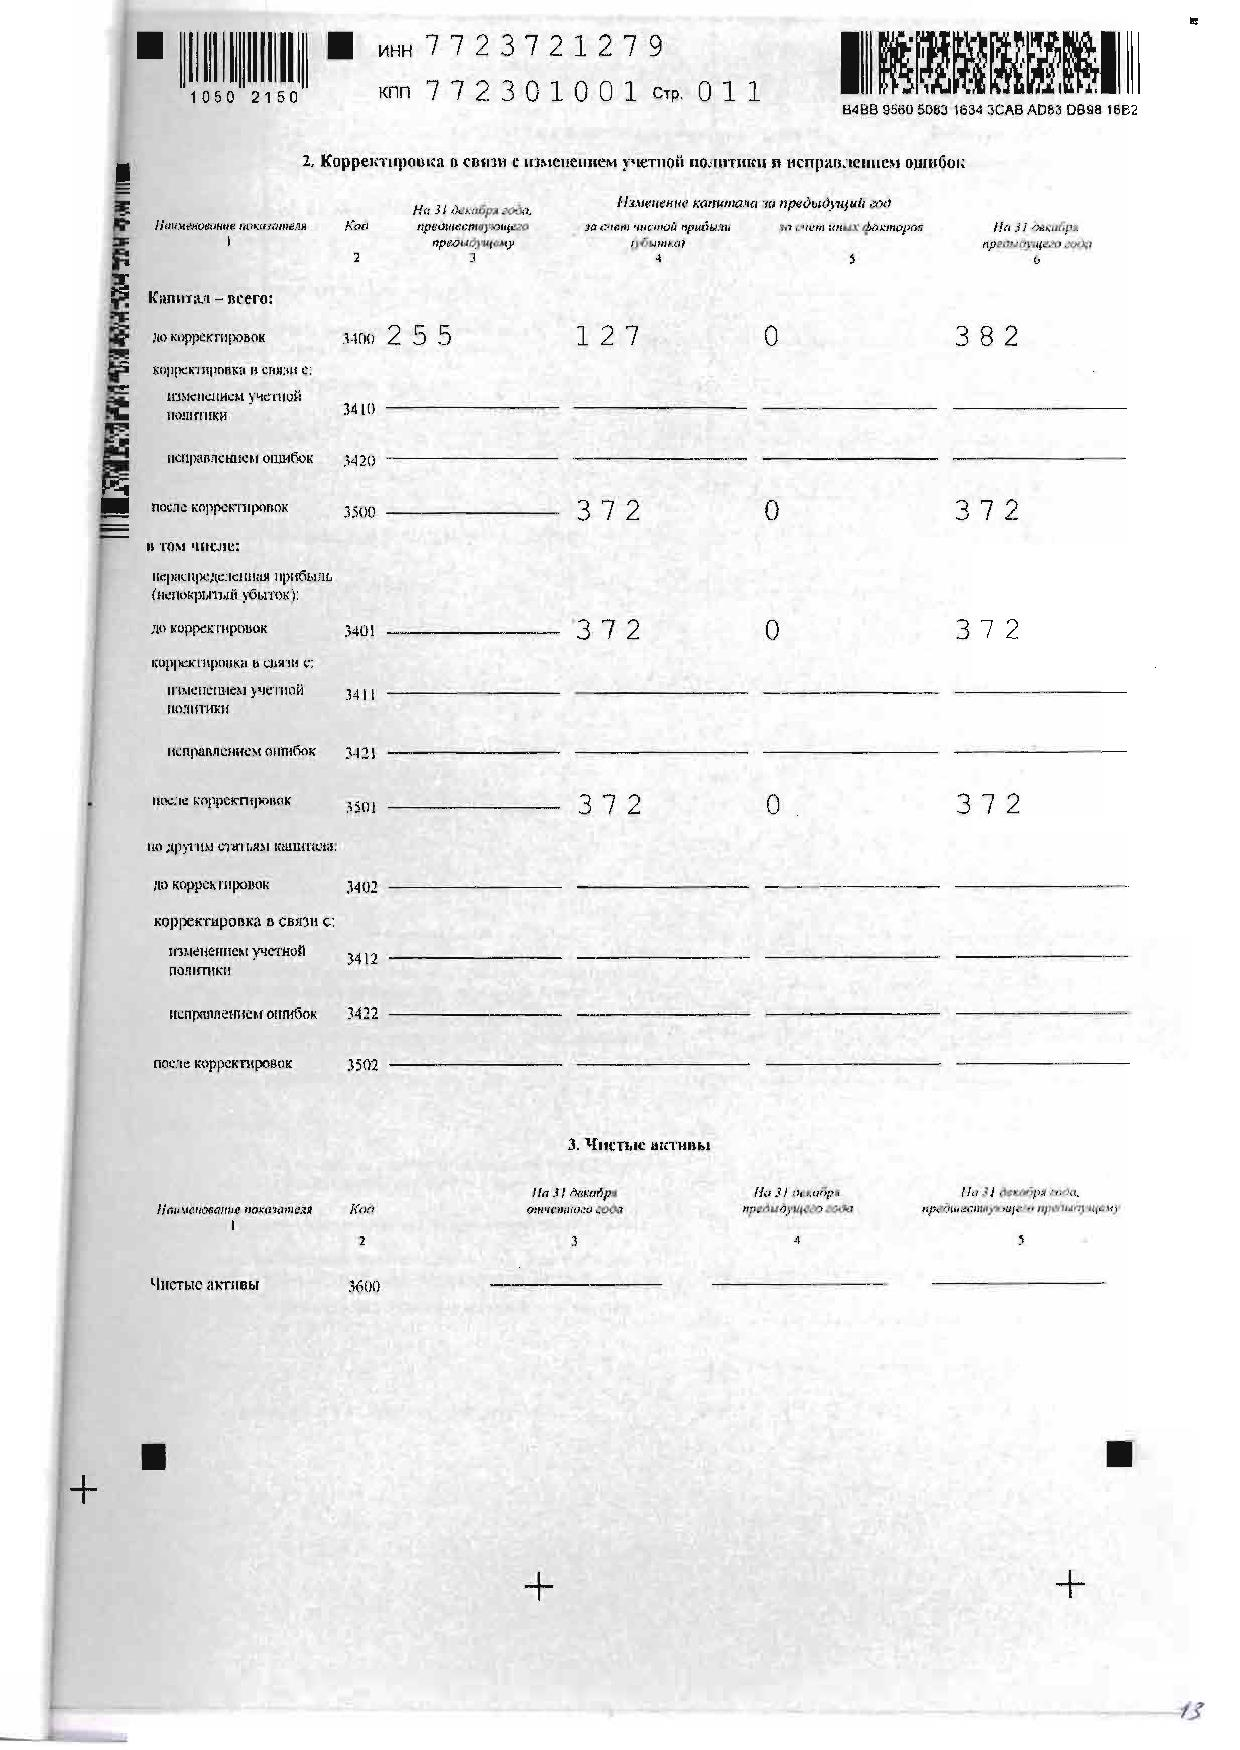 ИНН 7723721279
1050 2150
КПП 772301001 Стр. 011
B4BB 9560 5083 1634 3CAB AD83 DB98 16B2
2. Корректировка в связи с изменением учетной политики и исправлением ошибок
Наименование показателя Код На 31 декабря года, предшествующего предыдущему Изменение капитала за предыдущий год за счет чистой прибыли (убытка) за счет иных факторов На 31 декабря предыдущего года
1 2 3 4 5 6
Капитал – всего:
до корректировок 3400 255 127 0 382
корректировка в связи с:
изменением учетной
политики 3410
исправлением ошибок 3420
после корректировок 3500 372 0 372
в том числе:
нераспределенная прибыль
(непокрытый убыток):
до корректировок 3401 372 0 372
корректировка в связи с:
изменением учетной
политики 3411
исправлением ошибок 3421
после корректировок 3501 372 0 372
по другим статьям капитала:
до корректировок 3402
корректировка в связи с:
изменением учетной
политики 3412
исправлением ошибок 3422
после корректировок 3502
3. Чистые активы
Наименование показателя Код На 31 декабря отчетного года На 31 декабря предыдущего года На 31 декабря года, предшествующего предыдущему
1 2 3 4 5
Чистые активы 3600
13